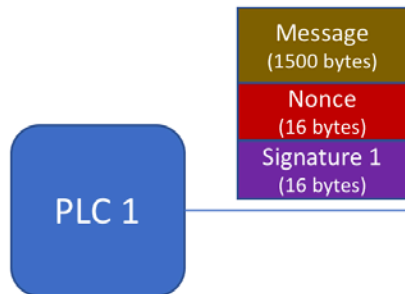 Message
(1500 bytes)
Nonce
(16 bytes)
Signature 1
(16 bytes)
PLC 1